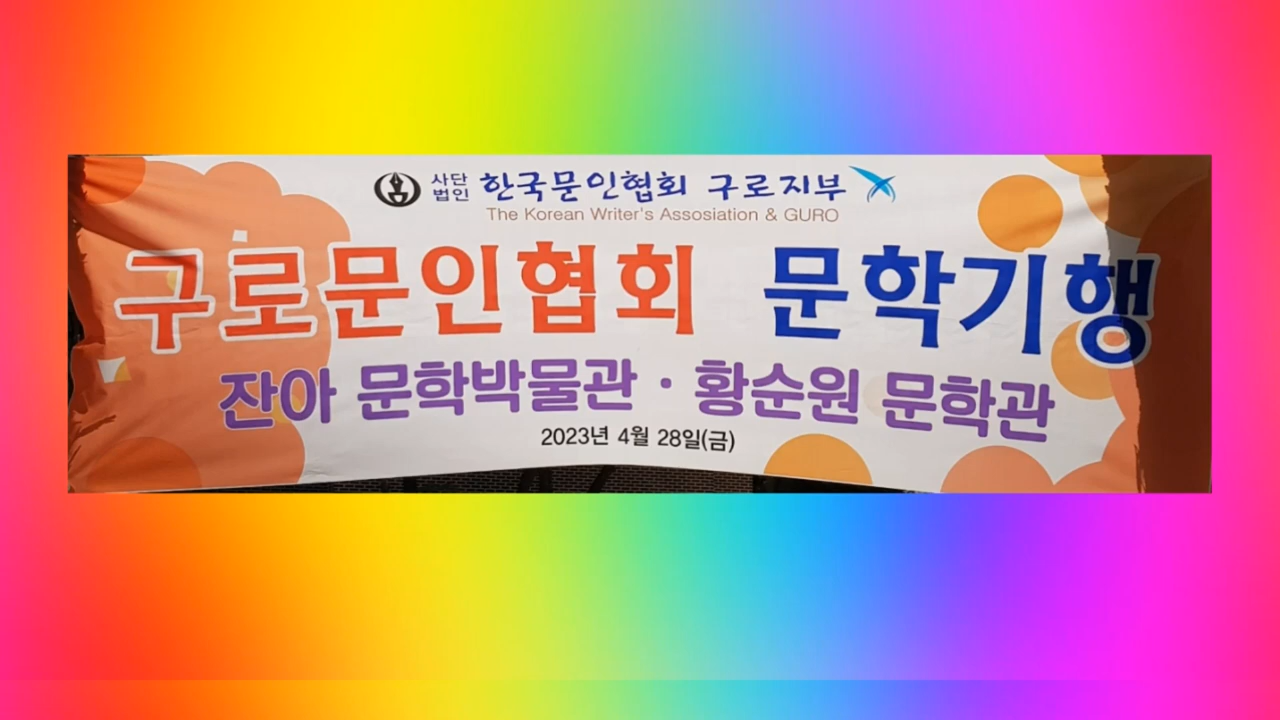 사단법인 한국문인협회 구로지부
The Korean Writer's Assosiation & GURO
구로문인협회 문학기행
잔아 문학박물관 · 황순원 문학관
2023년 4월 28일(금)